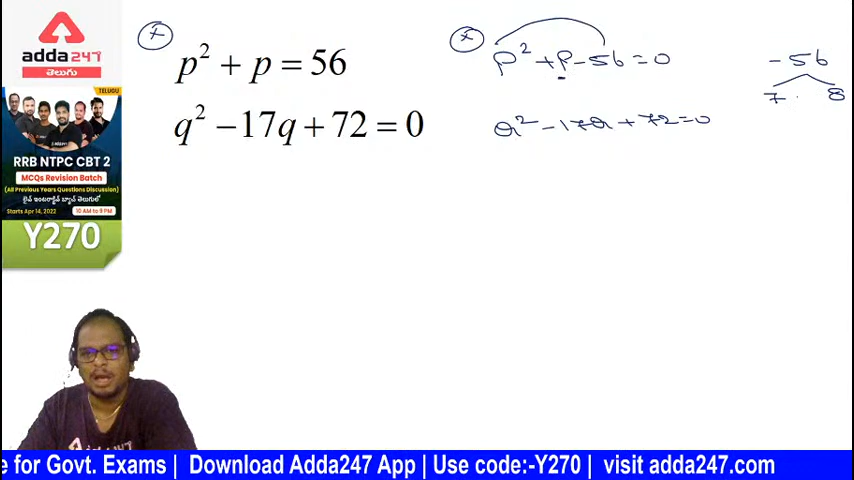 adda247
తెలుగు
TELUGU
RRB NTPC CBT 2
MCQs Revision Batch
(All Previous Years Questions Discussion)
లైవ్ ఇంటరాక్టివ్ బ్యాచ్ తెలుగులో
Starts Apr 14, 2022 10 AM to 9 PM
Y270
p² + p = 56
q² − 17q + 72 = 0
p² + p - 56 = 0
q² - 17q + 72 = 0
- 56
7 8
e for Govt. Exams | Download Adda247 App | Use code:-Y270 | visit adda247.com